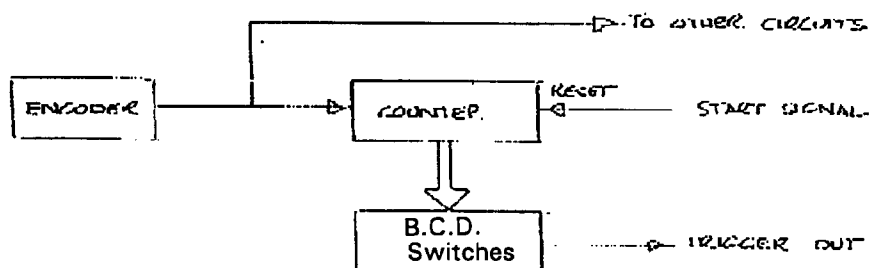 TO OTHER CIRCUITS
ENCODER
COUNTER.
RESET
START SIGNAL
B.C.D.
Switches
TRIGGER OUT